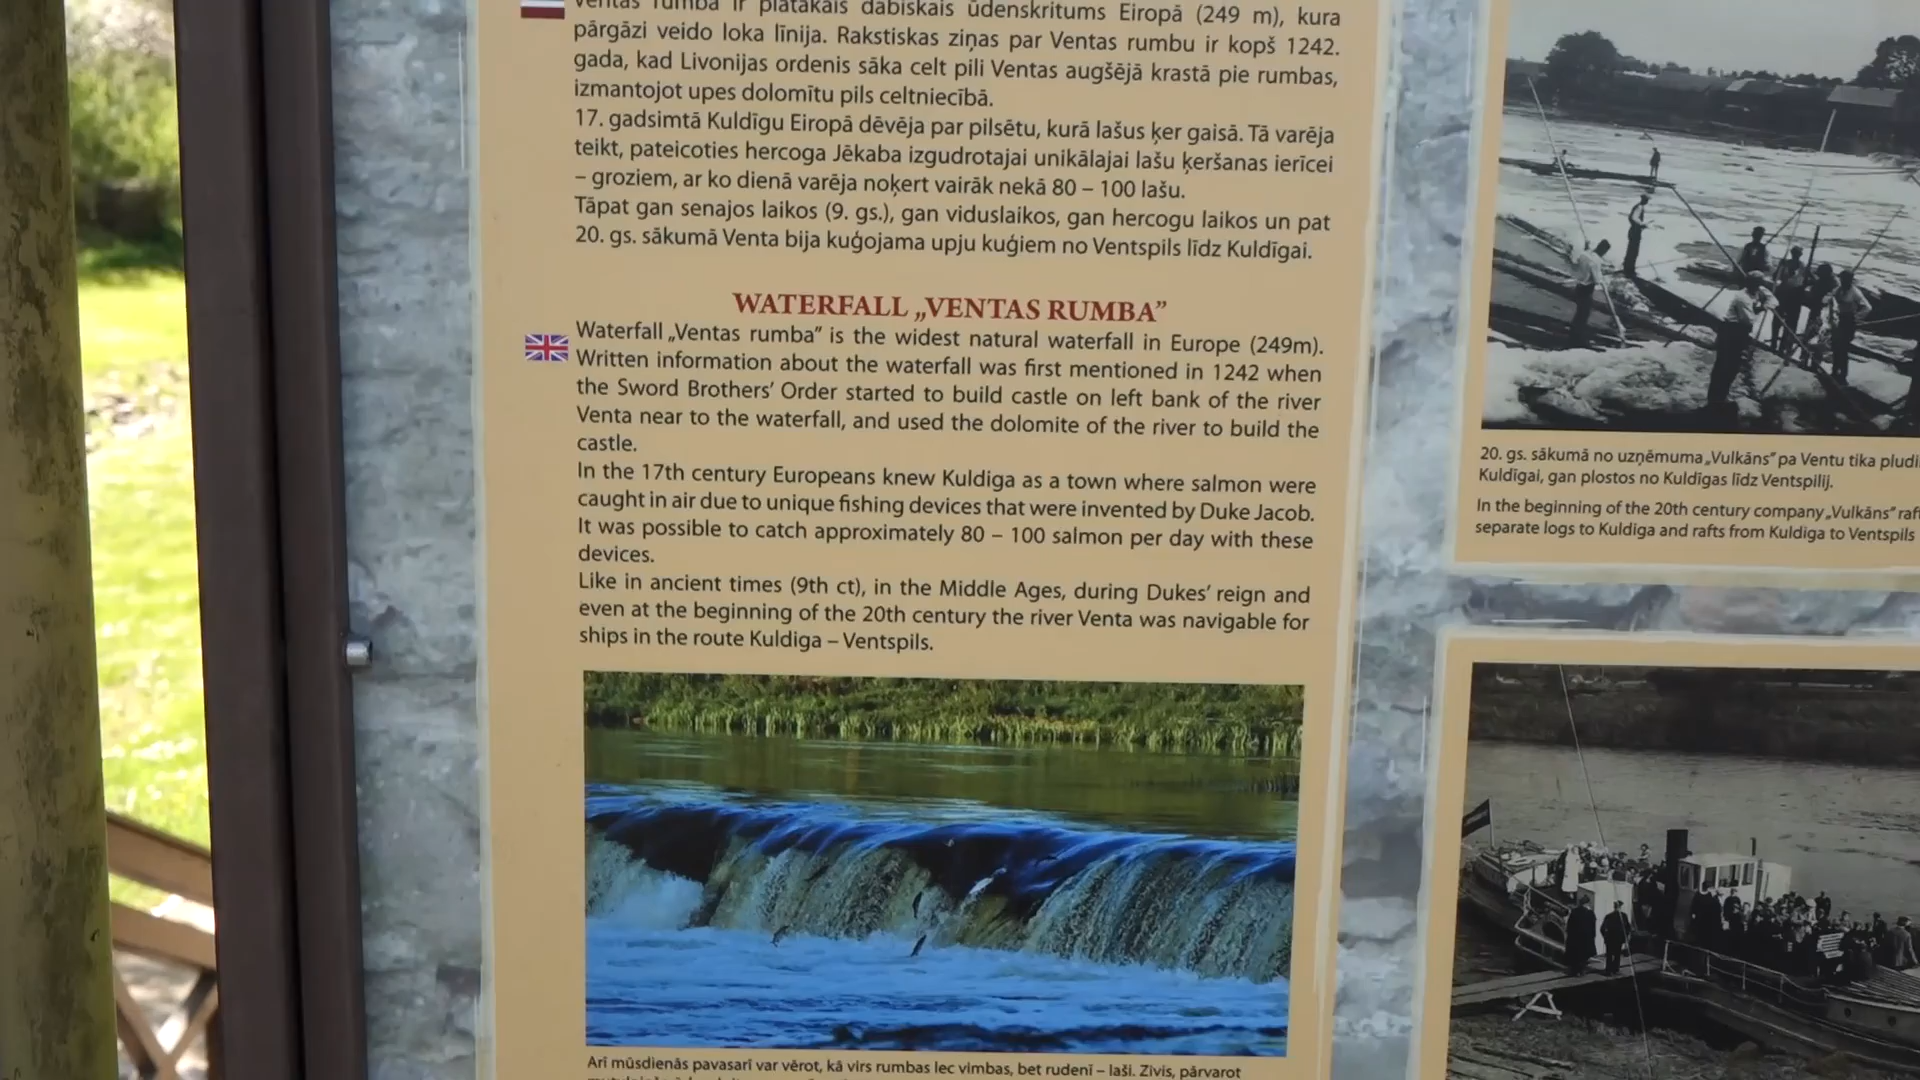 Ventas rumba ir platākais dabiskais ūdenskritums Eiropā (249 m), kura
pārgāzi veido loka līnija. Rakstiskas ziņas par Ventas rumbu ir kopš 1242.
gada, kad Livonijas ordenis sāka celt pili Ventas augšējā krastā pie rumbas,
izmantojot upes dolomītu pils celtniecībā.
17. gadsimtā Kuldīgu Eiropā dēvēja par pilsētu, kurā lašus ķer gaisā. Tā varēja
teikt, pateicoties hercoga Jēkaba izgudrotajai unikālajai lašu ķeršanas ierīcei
– groziem, ar ko dienā varēja noķert vairāk nekā 80 – 100 lašu.
Tāpat gan senajos laikos (9. gs.), gan viduslaikos, gan hercogu laikos un pat
20. gs. sākumā Venta bija kuģojama upju kuģiem no Ventspils līdz Kuldīgai.
WATERFALL „VENTAS RUMBA”
Waterfall „Ventas rumba” is the widest natural waterfall in Europe (249m).
Written information about the waterfall was first mentioned in 1242 when
the Sword Brothers’ Order started to build castle on left bank of the river
Venta near to the waterfall, and used the dolomite of the river to build the
castle.
In the 17th century Europeans knew Kuldiga as a town where salmon were
caught in air due to unique fishing devices that were invented by Duke Jacob.
It was possible to catch approximately 80 – 100 salmon per day with these
devices.
Like in ancient times (9th ct), in the Middle Ages, during Dukes’ reign and
even at the beginning of the 20th century the river Venta was navigable for
ships in the route Kuldiga – Ventspils.
Arī mūsdienās pavasarī var vērot, kā virs rumbas lec vimbas, bet rudenī – laši. Zivis, pārvarot
20. gs. sākumā no uzņēmuma „Vulkāns” pa Ventu tika
Kuldīgai, gan plostos no Kuldīgas līdz Ventspilij.
In the beginning of the 20th century company „Vulkāns”
separate logs to Kuldiga and rafts from Kuldiga to Ventspils